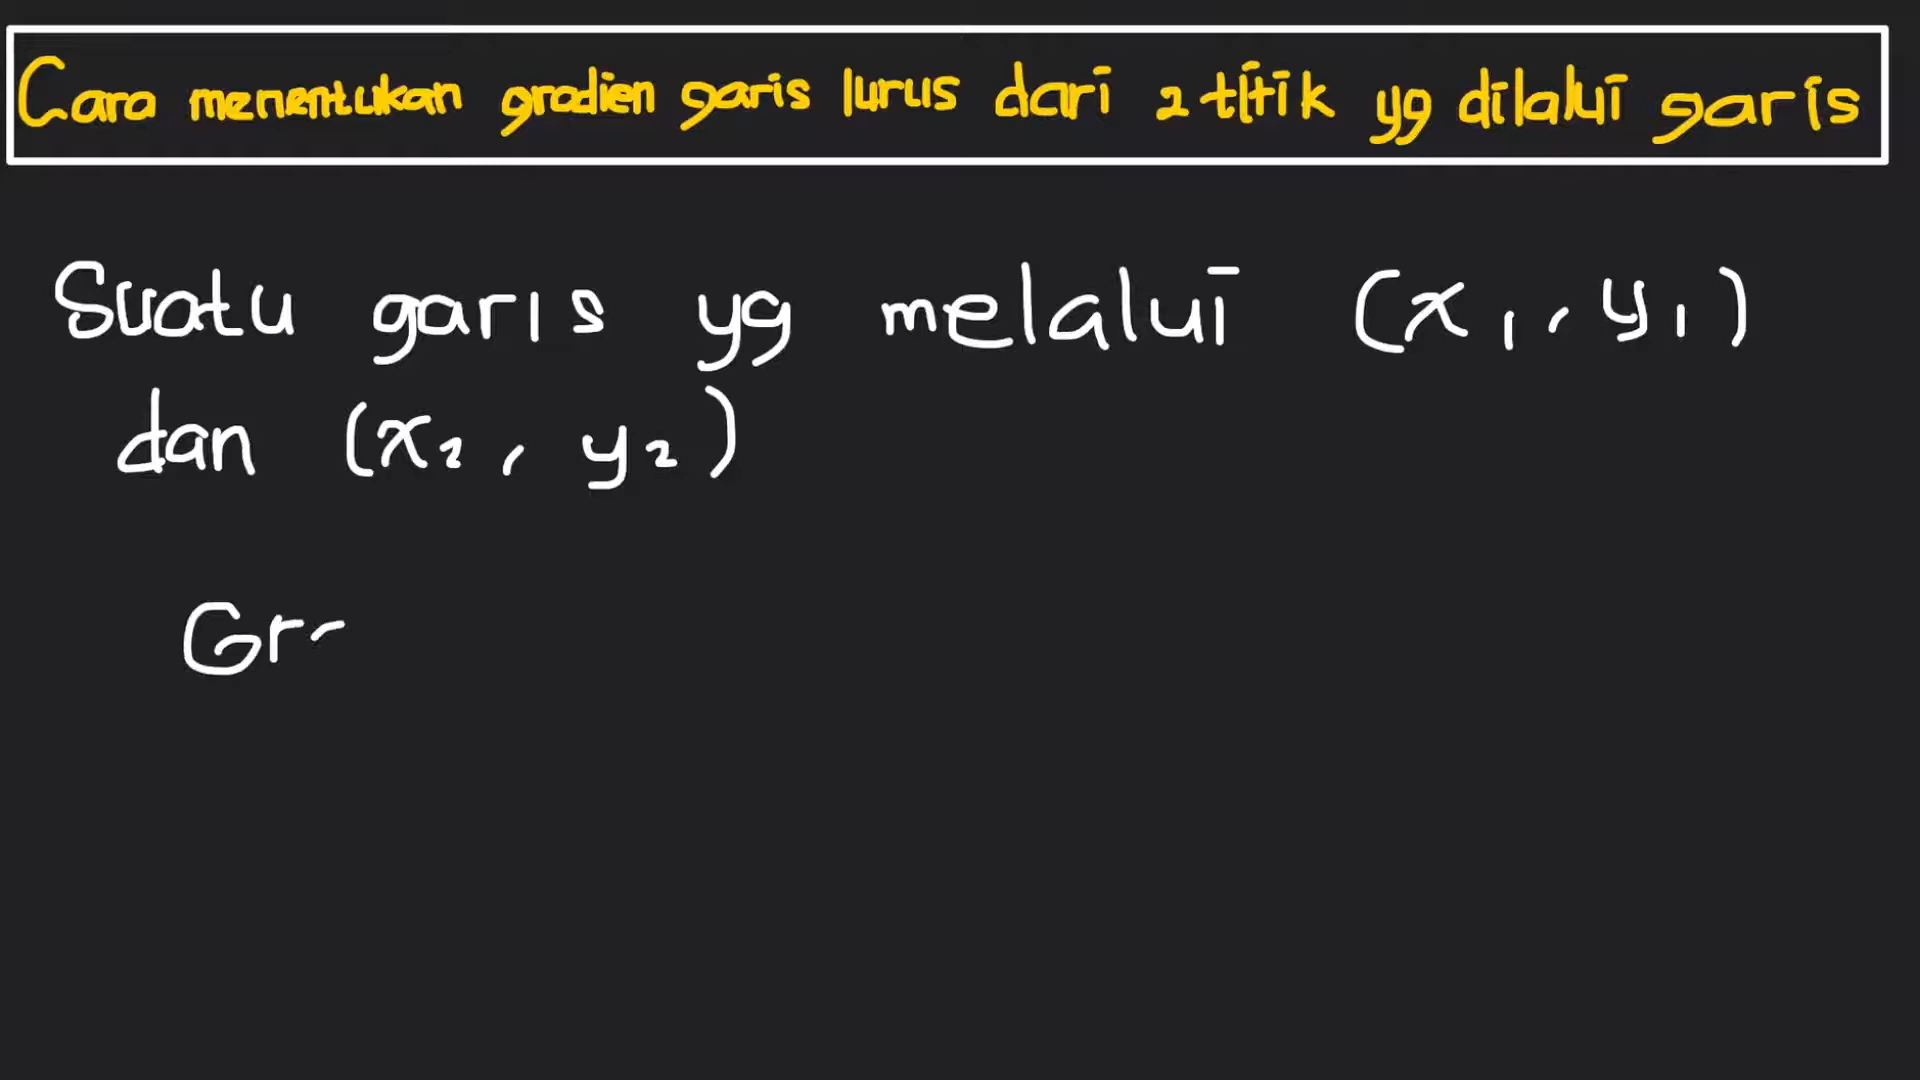 Cara menentukan gradien garis lurus dari 2 titik yg dilalui garis
Suatu garis yg melalui (x₁, y₁)
dan (x₂, y₂)
Gr